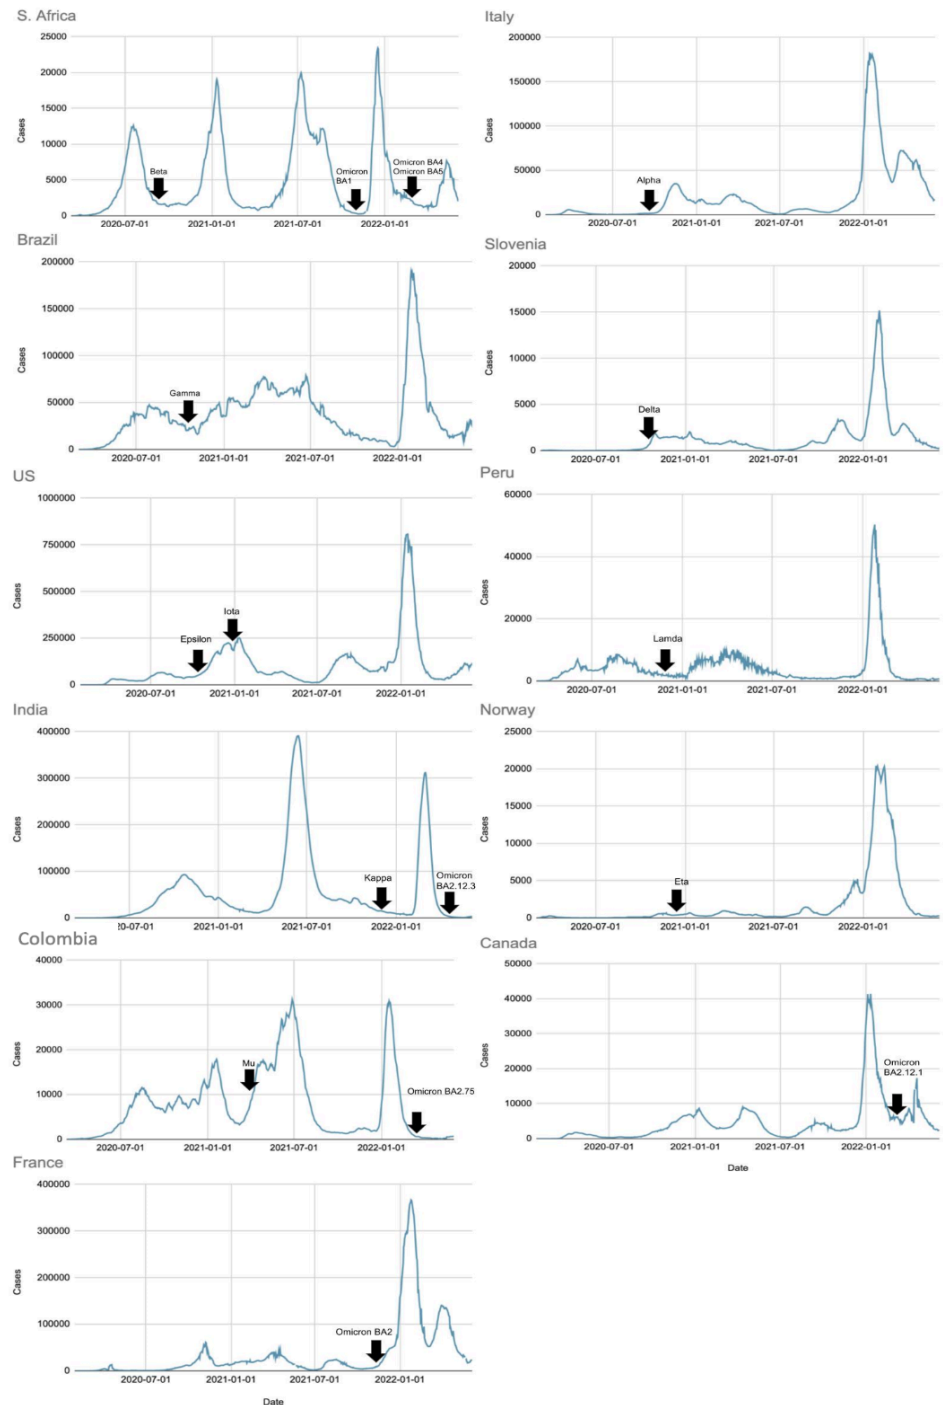 S. Africa
Cases
25000
20000
15000
10000
5000
0
Beta
Omicron
BA1
Omicron BA4
Omicron BA5
2020-07-01
2021-01-01
2021-07-01
2022-01-01
Italy
Cases
200000
150000
100000
50000
0
Alpha
2020-07-01
2021-01-01
2021-07-01
2022-01-01
Brazil
Cases
200000
150000
100000
50000
0
Gamma
2020-07-01
2021-01-01
2021-07-01
2022-01-01
Slovenia
Cases
20000
15000
10000
5000
0
Delta
2020-07-01
2021-01-01
2021-07-01
2022-01-01
US
Cases
1000000
750000
500000
250000
0
Epsilon
Iota
2020-07-01
2021-01-01
2021-07-01
2022-01-01
Peru
Cases
60000
40000
20000
0
Lamda
2020-07-01
2021-01-01
2021-07-01
2022-01-01
India
Cases
400000
300000
200000
100000
0
Kappa
Omicron
BA2.12.3
20-07-01
2021-01-01
2021-07-01
2022-01-01
Norway
Cases
25000
20000
15000
10000
5000
0
Eta
2020-07-01
2021-01-01
2021-07-01
2022-01-01
Colombia
Cases
40000
30000
20000
10000
0
Mu
Omicron BA2.75
2020-07-01
2021-01-01
2021-07-01
2022-01-01
Canada
Cases
50000
40000
30000
20000
10000
0
Omicron
BA2.12.1
2020-07-01
2021-01-01
2021-07-01
2022-01-01
Date
France
Cases
400000
300000
200000
100000
0
Omicron BA2
2020-07-01
2021-01-01
2021-07-01
2022-01-01
Date